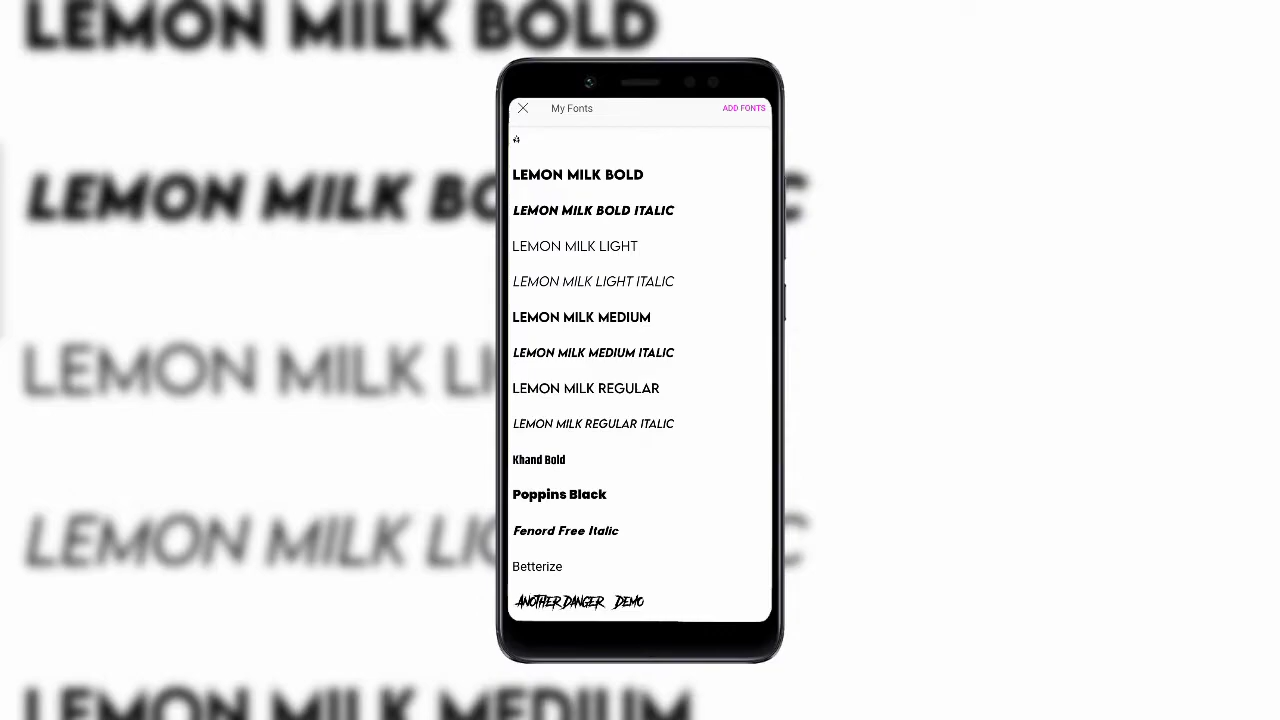 LEMON MILK BOLD
My Fonts
ADD FONTS
LEMON MILK BOLD
LEMON MILK BOLD ITALIC
LEMON MILK LIGHT
LEMON MILK LIGHT ITALIC
LEMON MILK MEDIUM
LEMON MILK MEDIUM ITALIC
LEMON MILK REGULAR
LEMON MILK REGULAR ITALIC
Khand Bold
Poppins Black
Fenord Free Italic
Betterize
ANOTHER DANGER DEMO
LEMON MILK BO
C
LEMON MILK LI
LEMON MILK LIG
C
LEMON MILK MEDIUM